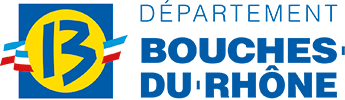 13
DÉPARTEMENT
BOUCHES-
DU-RHÔNE